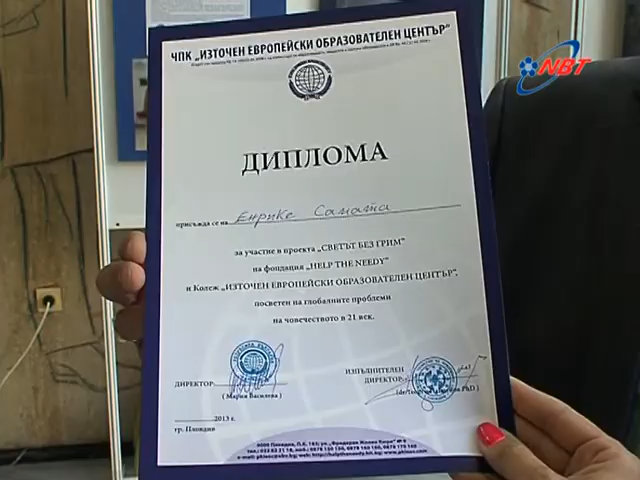 NBT
ЧПК „ИЗТОЧЕН ЕВРОПЕЙСКИ ОБРАЗОВАТЕЛЕН ЦЕНТЪР“
ДИПЛОМА
присъжда се на Енрике Самата
за участие в проекта „СВЕТЪТ БЕЗ ГРИМ“
на фондация „HELP THE NEEDY“
и Колеж „ИЗТОЧЕН ЕВРОПЕЙСКИ ОБРАЗОВАТЕЛЕН ЦЕНТЪР“.
посветен на глобалните проблеми
на човечеството в 21 век.
ДИРЕКТОР:
( Мария Василева )
ИЗПЪЛНИТЕЛЕН
ДИРЕКТОР:
PhD )
2013 г.
гр. Пловдив